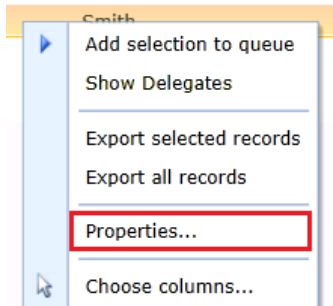 Smith
Add selection to queue
Show Delegates
Export selected records
Export all records
Properties...
Choose columns...